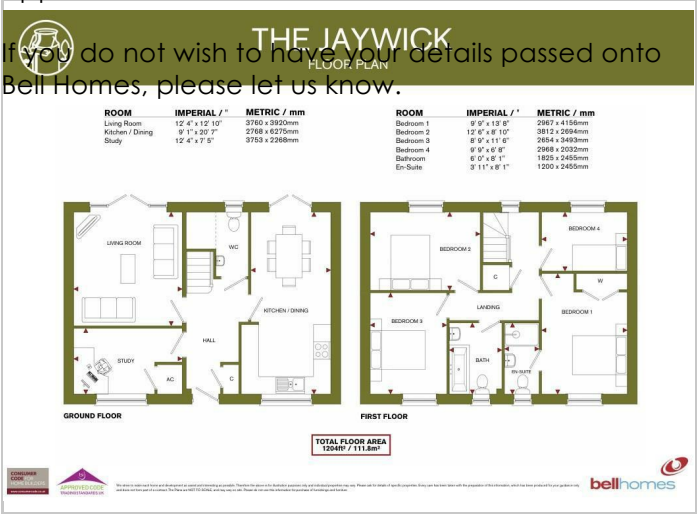 THE JAYWICK
FLOOR PLAN
If you do not wish to have your details passed onto
Bell Homes, please let us know.
ROOM IMPERIAL / " METRIC / mm
Living Room 12' 4" x 12' 10" 3760 x 3920mm
Kitchen / Dining 9' 1" x 20' 7" 2768 x 6275mm
Study 12' 4" x 7' 5" 3753 x 2268mm
ROOM IMPERIAL / " METRIC / mm
Bedroom 1 9' 9" x 13' 8" 2967 x 4156mm
Bedroom 2 12' 6" x 8' 10" 3812 x 2694mm
Bedroom 3 8' 9" x 11' 6" 2654 x 3493mm
Bedroom 4 9' 9" x 6' 8" 2968 x 2032mm
Bathroom 6' 0" x 8' 1" 1825 x 2455mm
En-Suite 3' 11" x 8' 1" 1200 x 2455mm
LIVING ROOM
WC
KITCHEN / DINING
HALL
STUDY
AC
C
BEDROOM 2
BEDROOM 4
C
W
LANDING
BEDROOM 3
BEDROOM 1
BATH
EN-SUITE
GROUND FLOOR
FIRST FLOOR
TOTAL FLOOR AREA
1204ft² / 111.8m²
CONSUMER
CODE FOR
HOME BUILDERS
APPROVED CODE
TRADINGSTANDARDS.UK
bellhomes